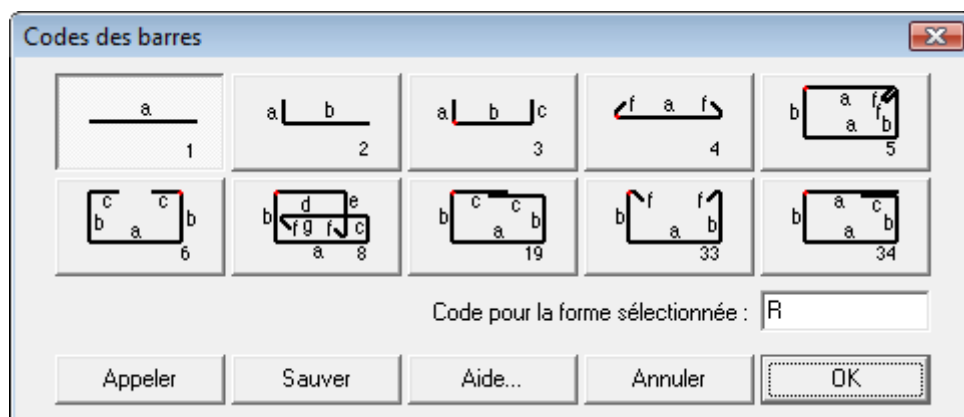 Codes des barres
a 1
a b 2
a b c 3
f a f 4
b a f f a b 5
c c b a b 6
b d e f g f c a 8
b c c a b 19
b f f a b 33
b a c a b 34
Code pour la forme sélectionnée : R
Appeler Sauver Aide... Annuler OK